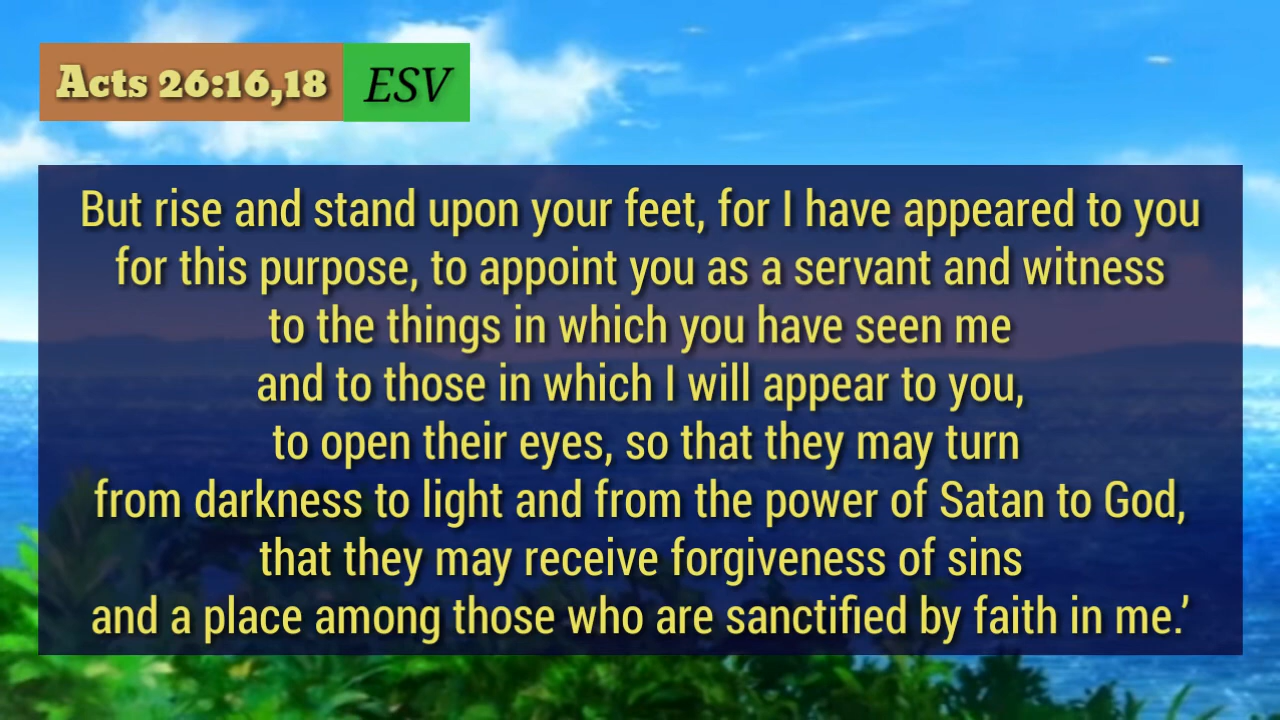 Acts 26:16,18 ESV
But rise and stand upon your feet, for I have appeared to you
for this purpose, to appoint you as a servant and witness
to the things in which you have seen me
and to those in which I will appear to you,
to open their eyes, so that they may turn
from darkness to light and from the power of Satan to God,
that they may receive forgiveness of sins
and a place among those who are sanctified by faith in me.’